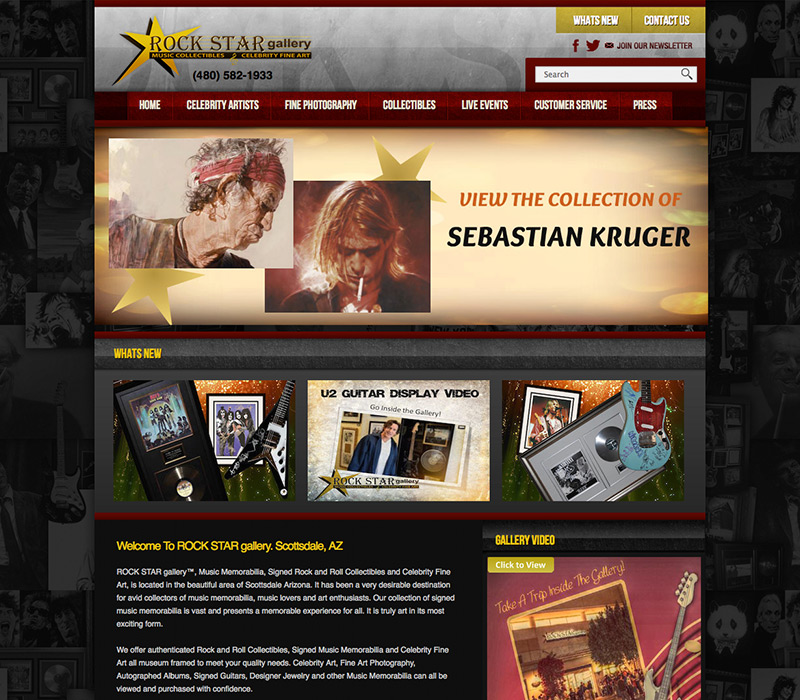 WHATS NEW
CONTACT US
ROCK STAR gallery
MUSIC COLLECTIBLES CELEBRITY FINE ART
(480) 582-1933
JOIN OUR NEWSLETTER
Search
HOME
CELEBRITY ARTISTS
FINE PHOTOGRAPHY
COLLECTIBLES
LIVE EVENTS
CUSTOMER SERVICE
PRESS
VIEW THE COLLECTION OF
SEBASTIAN KRUGER
WHATS NEW
U2 GUITAR DISPLAY VIDEO
Go Inside the Gallery!
ROCK STAR gallery
Welcome To ROCK STAR gallery. Scottsdale, AZ
ROCK STAR gallery™, Music Memorabilia, Signed Rock and Roll Collectibles and Celebrity Fine
Art, is located in the beautiful area of Scottsdale Arizona. It has been a very desirable destination
for avid collectors of music memorabilia, music lovers and art enthusiasts. Our collection of signed
music memorabilia is vast and presents a memorable experience for all. It is truly art in its most
exciting form.
We offer authenticated Rock and Roll Collectibles, Signed Music Memorabilia and Celebrity Fine
Art all museum framed to meet your quality needs. Celebrity Art, Fine Art Photography,
Autographed Albums, Signed Guitars, Designer Jewelry and other Music Memorabilia can all be
viewed and purchased with confidence.
GALLERY VIDEO
Click to View
Take A Trip Inside The Gallery!